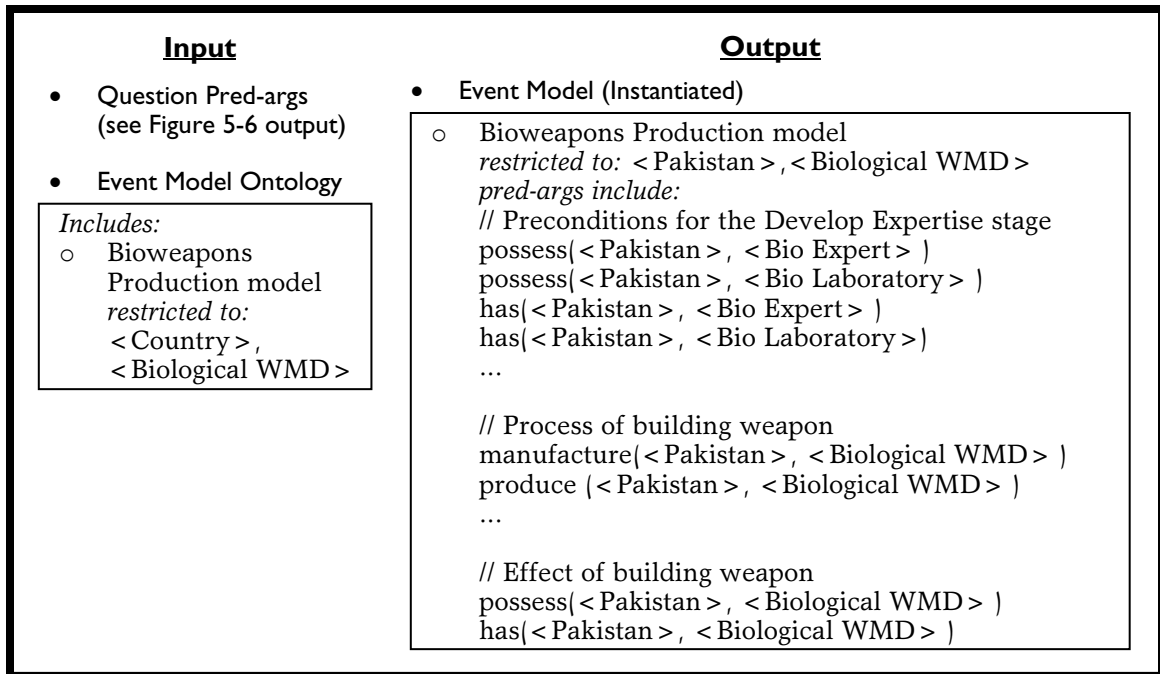 Input
• Question Pred-args
(see Figure 5-6 output)
• Event Model Ontology
Includes:
o Bioweapons
Production model
restricted to:
<Country>,
<Biological WMD>
Output
• Event Model (Instantiated)
o Bioweapons Production model
restricted to: <Pakistan>,<Biological WMD>
pred-args include:
// Preconditions for the Develop Expertise stage
possess(<Pakistan>, <Bio Expert> )
possess(<Pakistan>, <Bio Laboratory> )
has(<Pakistan>, <Bio Expert> )
has(<Pakistan>, <Bio Laboratory>)
...
// Process of building weapon
manufacture(<Pakistan>, <Biological WMD> )
produce (<Pakistan>, <Biological WMD> )
...
// Effect of building weapon
possess(<Pakistan>, <Biological WMD> )
has(<Pakistan>, <Biological WMD> )